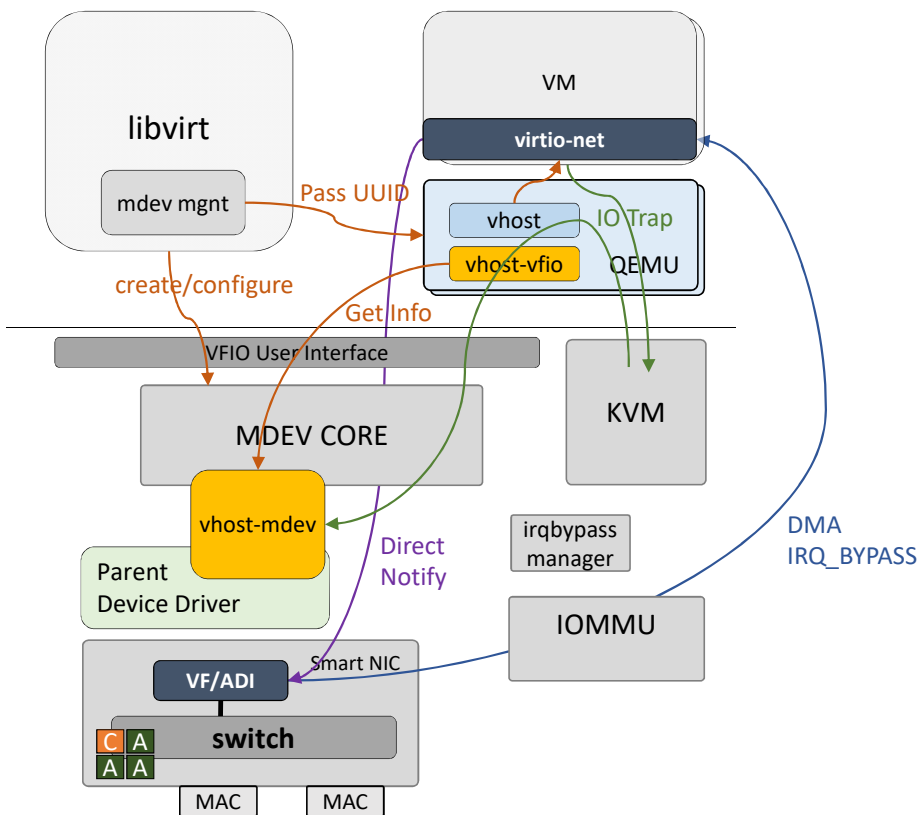 libvirt
mdev mgnt
VM
virtio-net
Pass UUID
vhost
IO Trap
vhost-vfio
QEMU
create/configure
Get Info
VFIO User Interface
MDEV CORE
KVM
vhost-mdev
irqbypass
manager
DMA
IRQ_BYPASS
Direct
Notify
Parent
Device Driver
IOMMU
Smart NIC
VF/ADI
switch
C A
A A
MAC
MAC